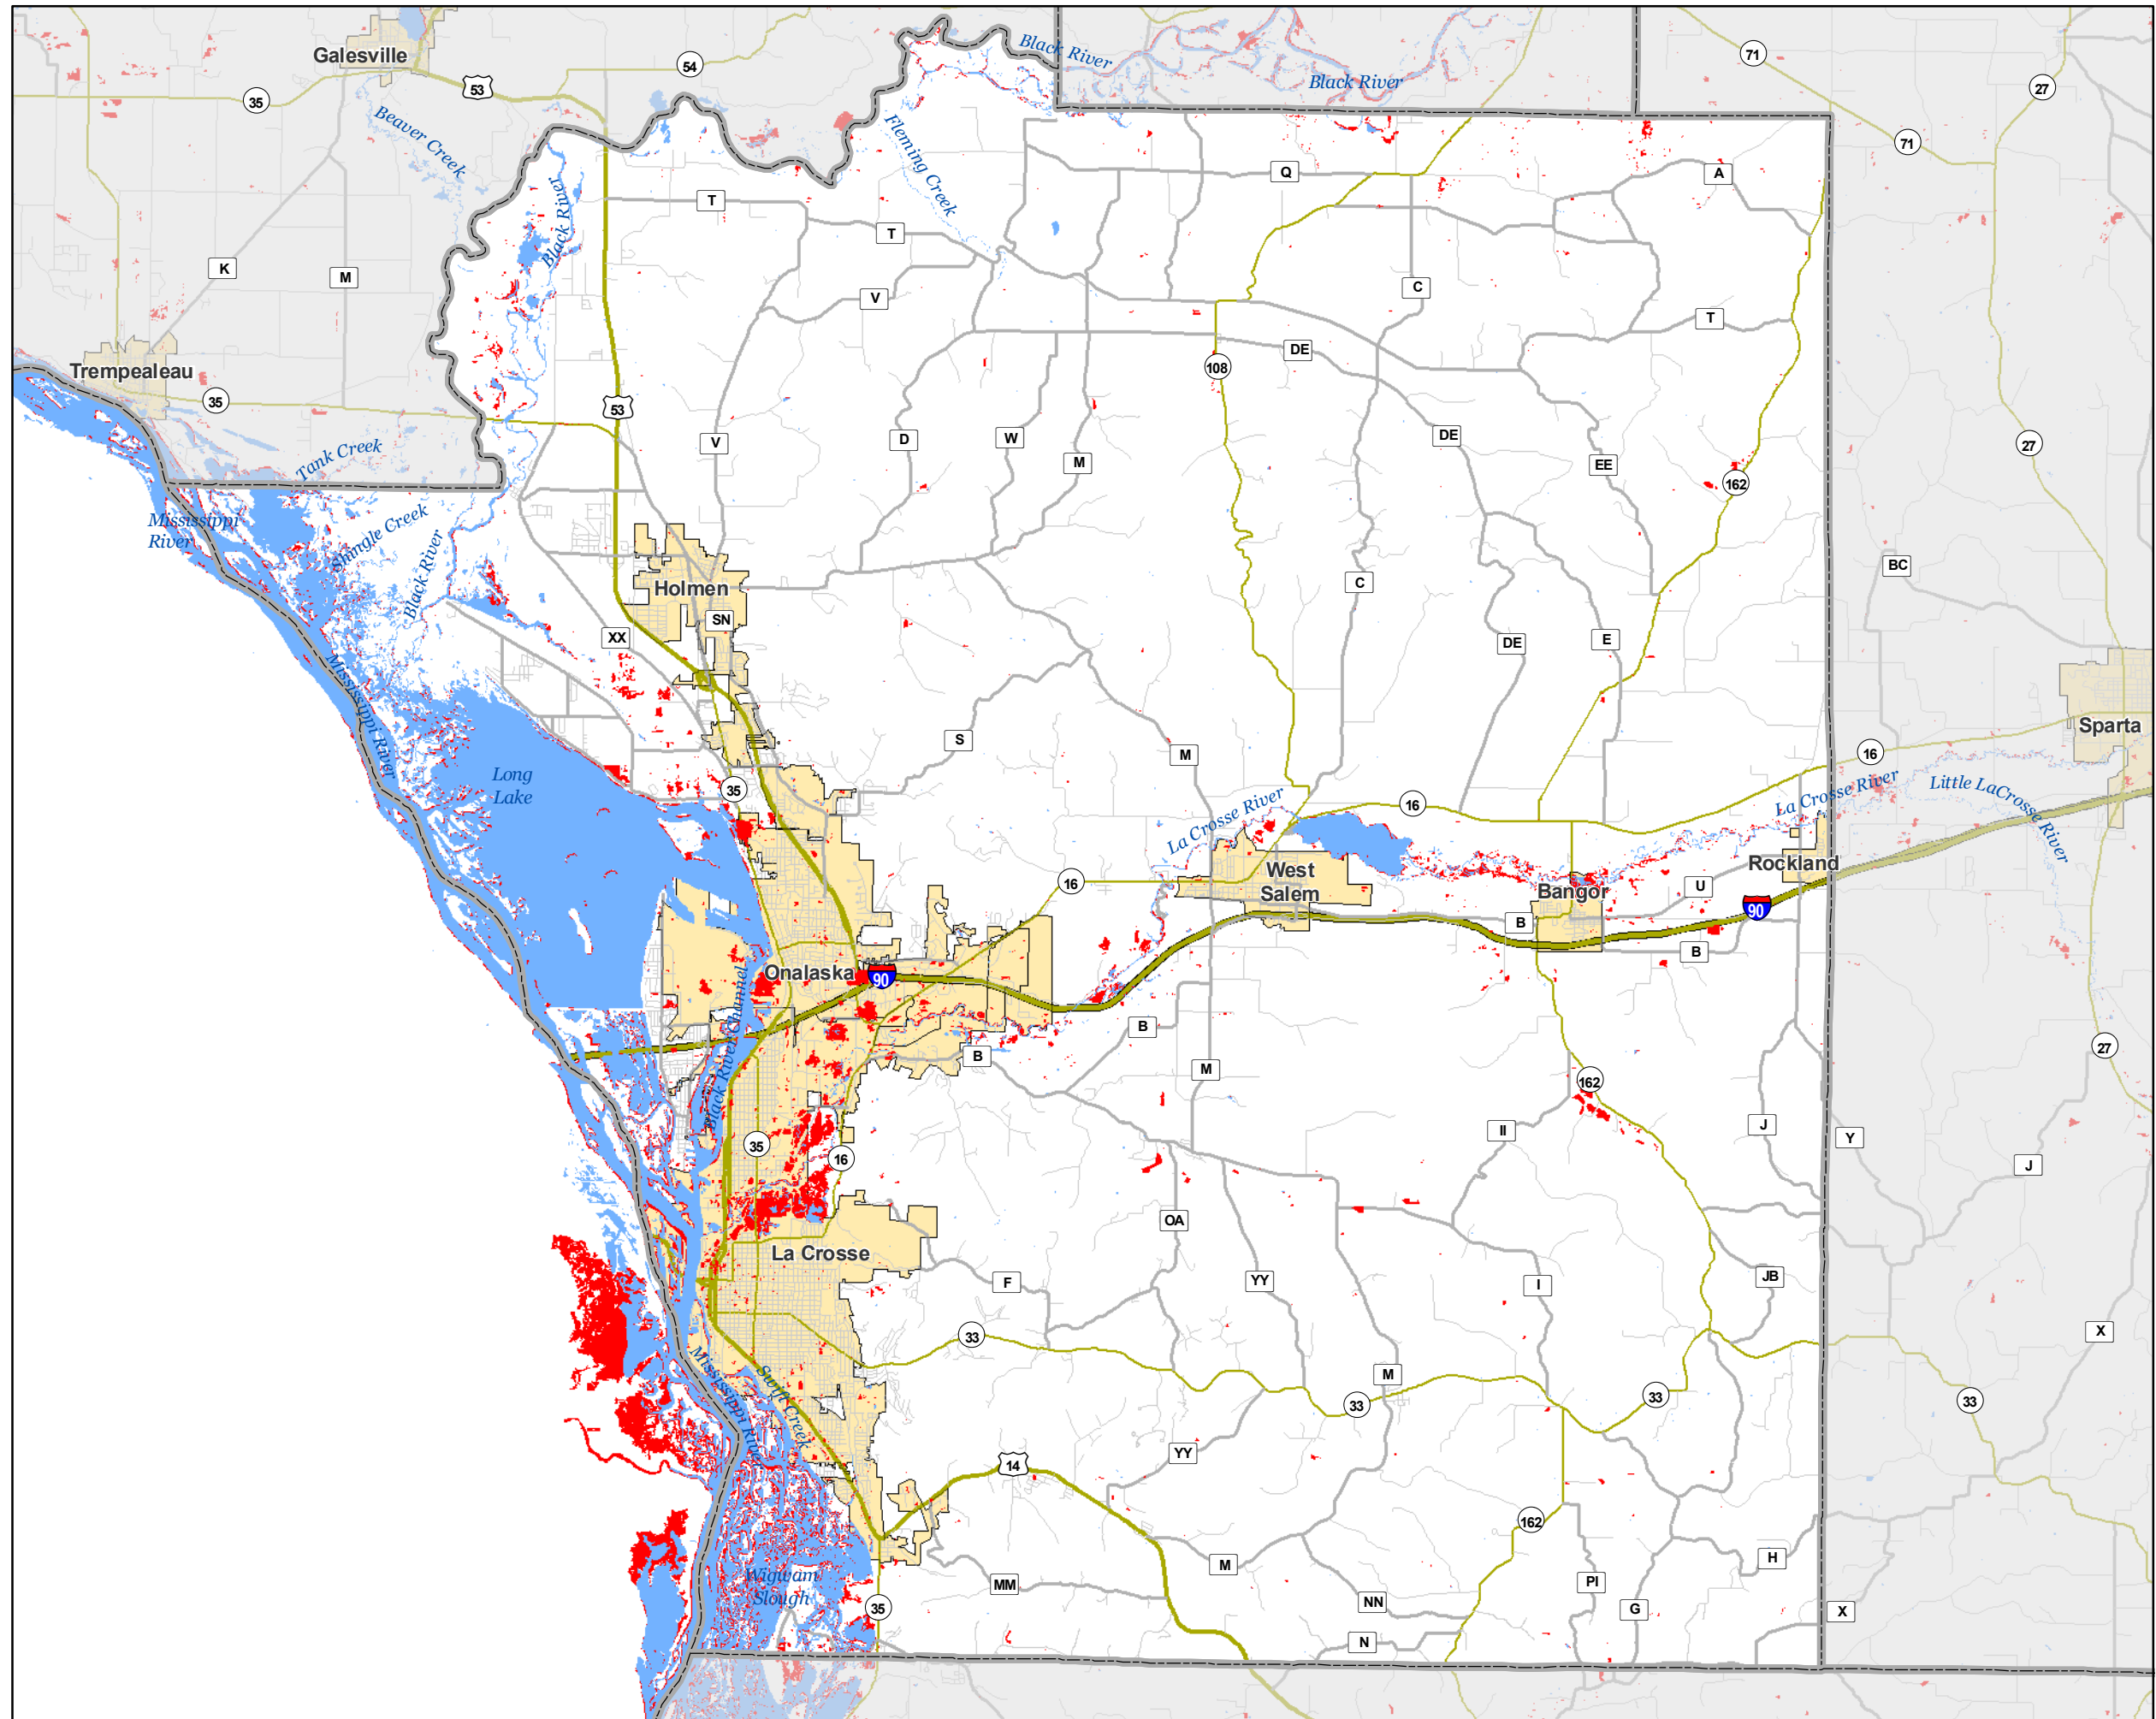 Galesville
53
54
35
Black River
Black River
71
27
71
Beaver Creek
Fleming Creek
Black River
T
T
Q
A
K
M
V
C
T
Trempealeau
35
53
DE
108
V
D
W
M
DE
EE
162
27
Tank Creek
Mississippi
River
Shingle Creek
Black River
Holmen
SN
XX
C
DE
E
BC
Mississippi River
Long
Lake
35
S
M
16
Sparta
16
La Crosse River
La Crosse River
Little LaCrosse
River
16
West
Salem
Bangor
Rockland
U
B
90
B
Onalaska
90
Black River Channel
B
B
M
162
27
35
16
II
J
Y
J
OA
La Crosse
F
YY
I
JB
X
33
M
33
33
33
Mississippi River
Swift Creek
14
YY
162
Wigwam
Slough
MM
M
NN
N
PI
G
H
X
35